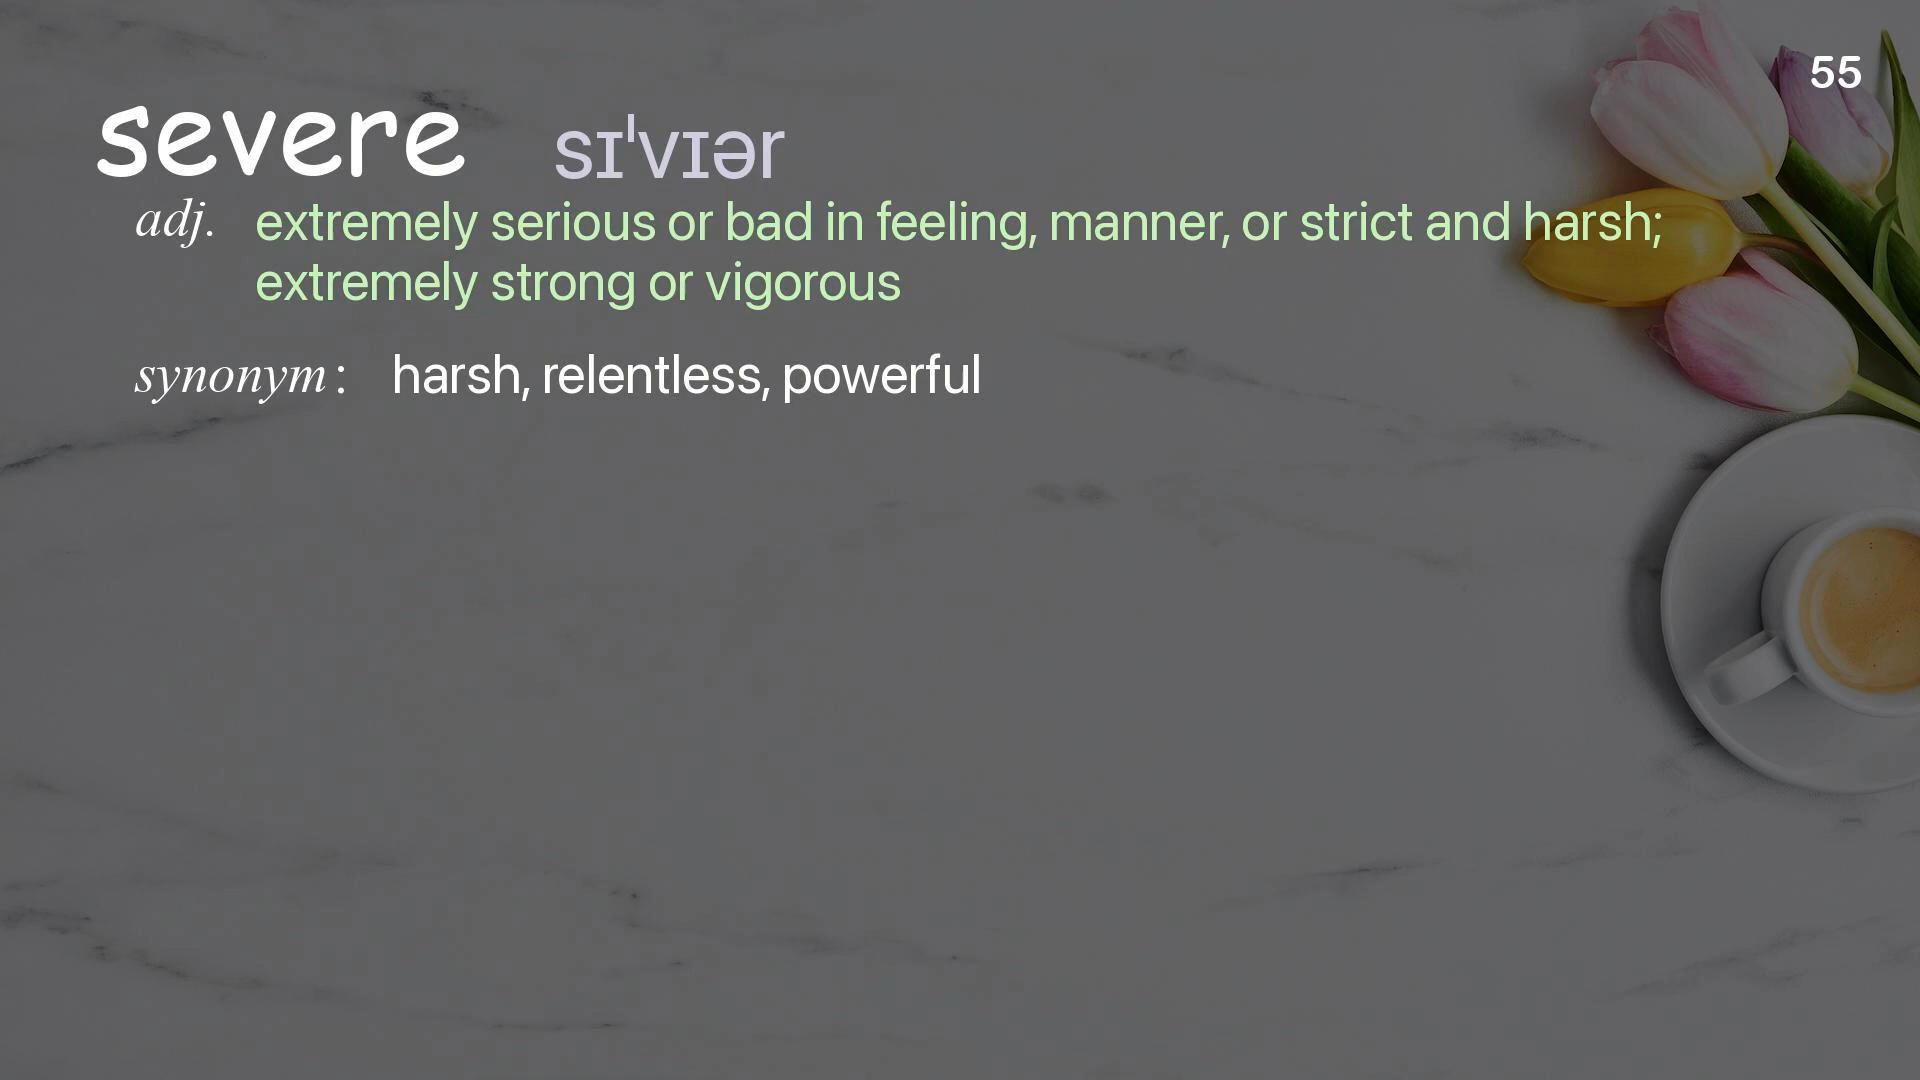 55
severe sɪˈvɪər
adj. extremely serious or bad in feeling, manner, or strict and harsh;
extremely strong or vigorous
synonym : harsh, relentless, powerful